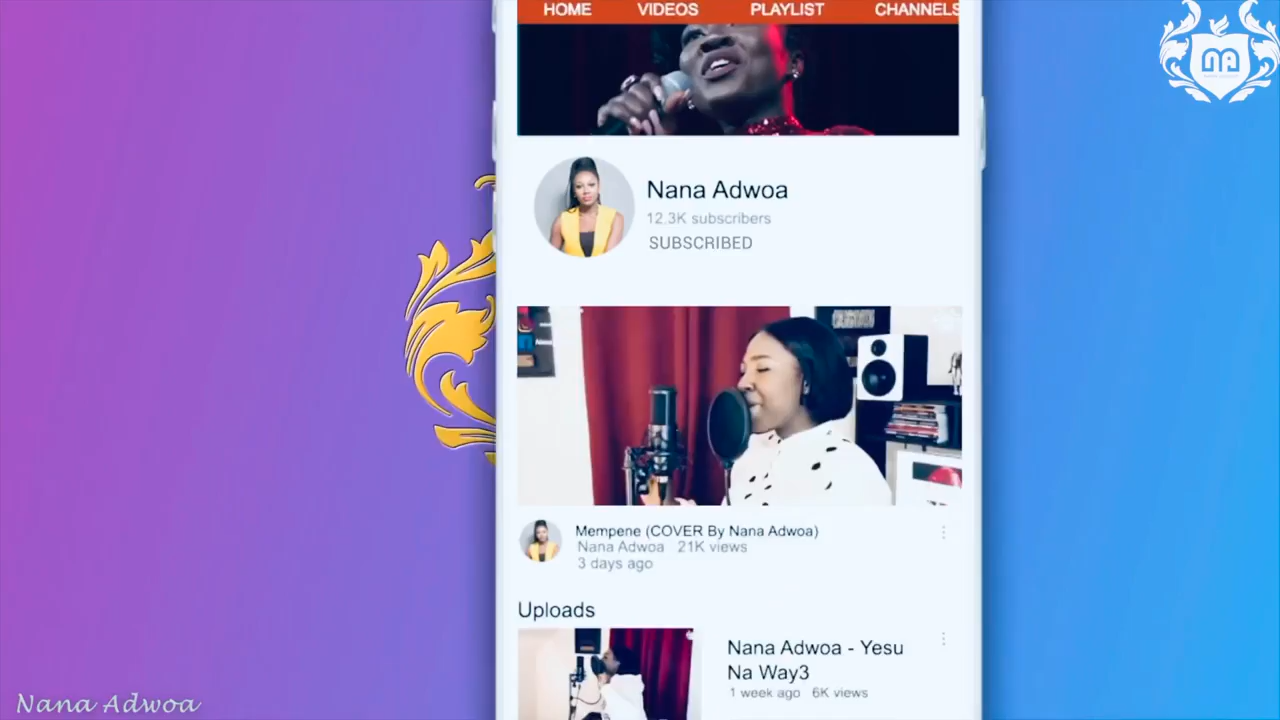 HOME VIDEOS PLAYLIST CHANNELS
NA
Nana Adwoa
12.3K subscribers
SUBSCRIBED
Mempene (COVER By Nana Adwoa)
Nana Adwoa 21K views
3 days ago
Uploads
Nana Adwoa - Yesu
Na Way3
1 week ago 6K views
Nana Adwoa